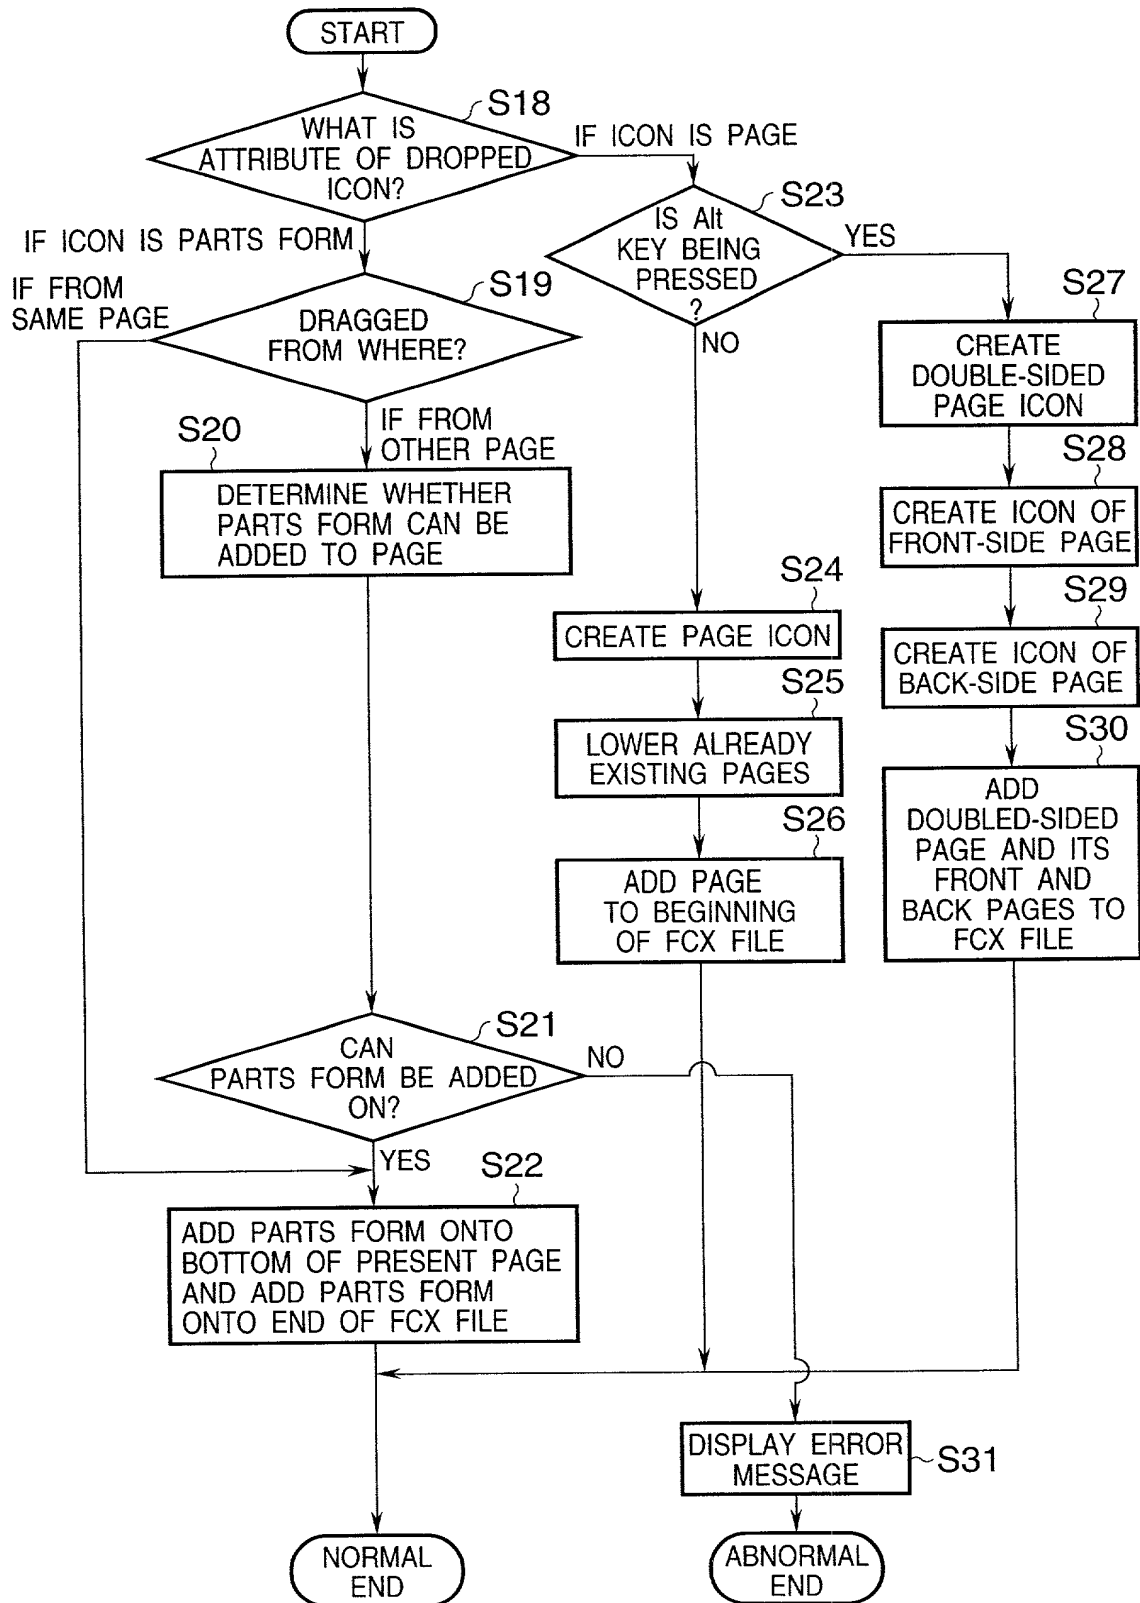 START
S18
WHAT IS
ATTRIBUTE OF DROPPED
ICON?
IF ICON IS PAGE
S23
IS Alt
KEY BEING
PRESSED
?
YES
NO
IF ICON IS PARTS FORM
IF FROM
SAME PAGE
S19
DRAGGED
FROM WHERE?
IF FROM
OTHER PAGE
S20
DETERMINE WHETHER
PARTS FORM CAN BE
ADDED TO PAGE
S27
CREATE
DOUBLE-SIDED
PAGE ICON
S28
CREATE ICON OF
FRONT-SIDE PAGE
S29
CREATE ICON OF
BACK-SIDE PAGE
S30
ADD
DOUBLED-SIDED
PAGE AND ITS
FRONT AND
BACK PAGES TO
FCX FILE
S24
CREATE PAGE ICON
S25
LOWER ALREADY
EXISTING PAGES
S26
ADD PAGE
TO BEGINNING
OF FCX FILE
S21
CAN
PARTS FORM BE ADDED
ON?
NO
YES
S22
ADD PARTS FORM ONTO
BOTTOM OF PRESENT PAGE
AND ADD PARTS FORM
ONTO END OF FCX FILE
DISPLAY ERROR
MESSAGE
S31
NORMAL
END
ABNORMAL
END